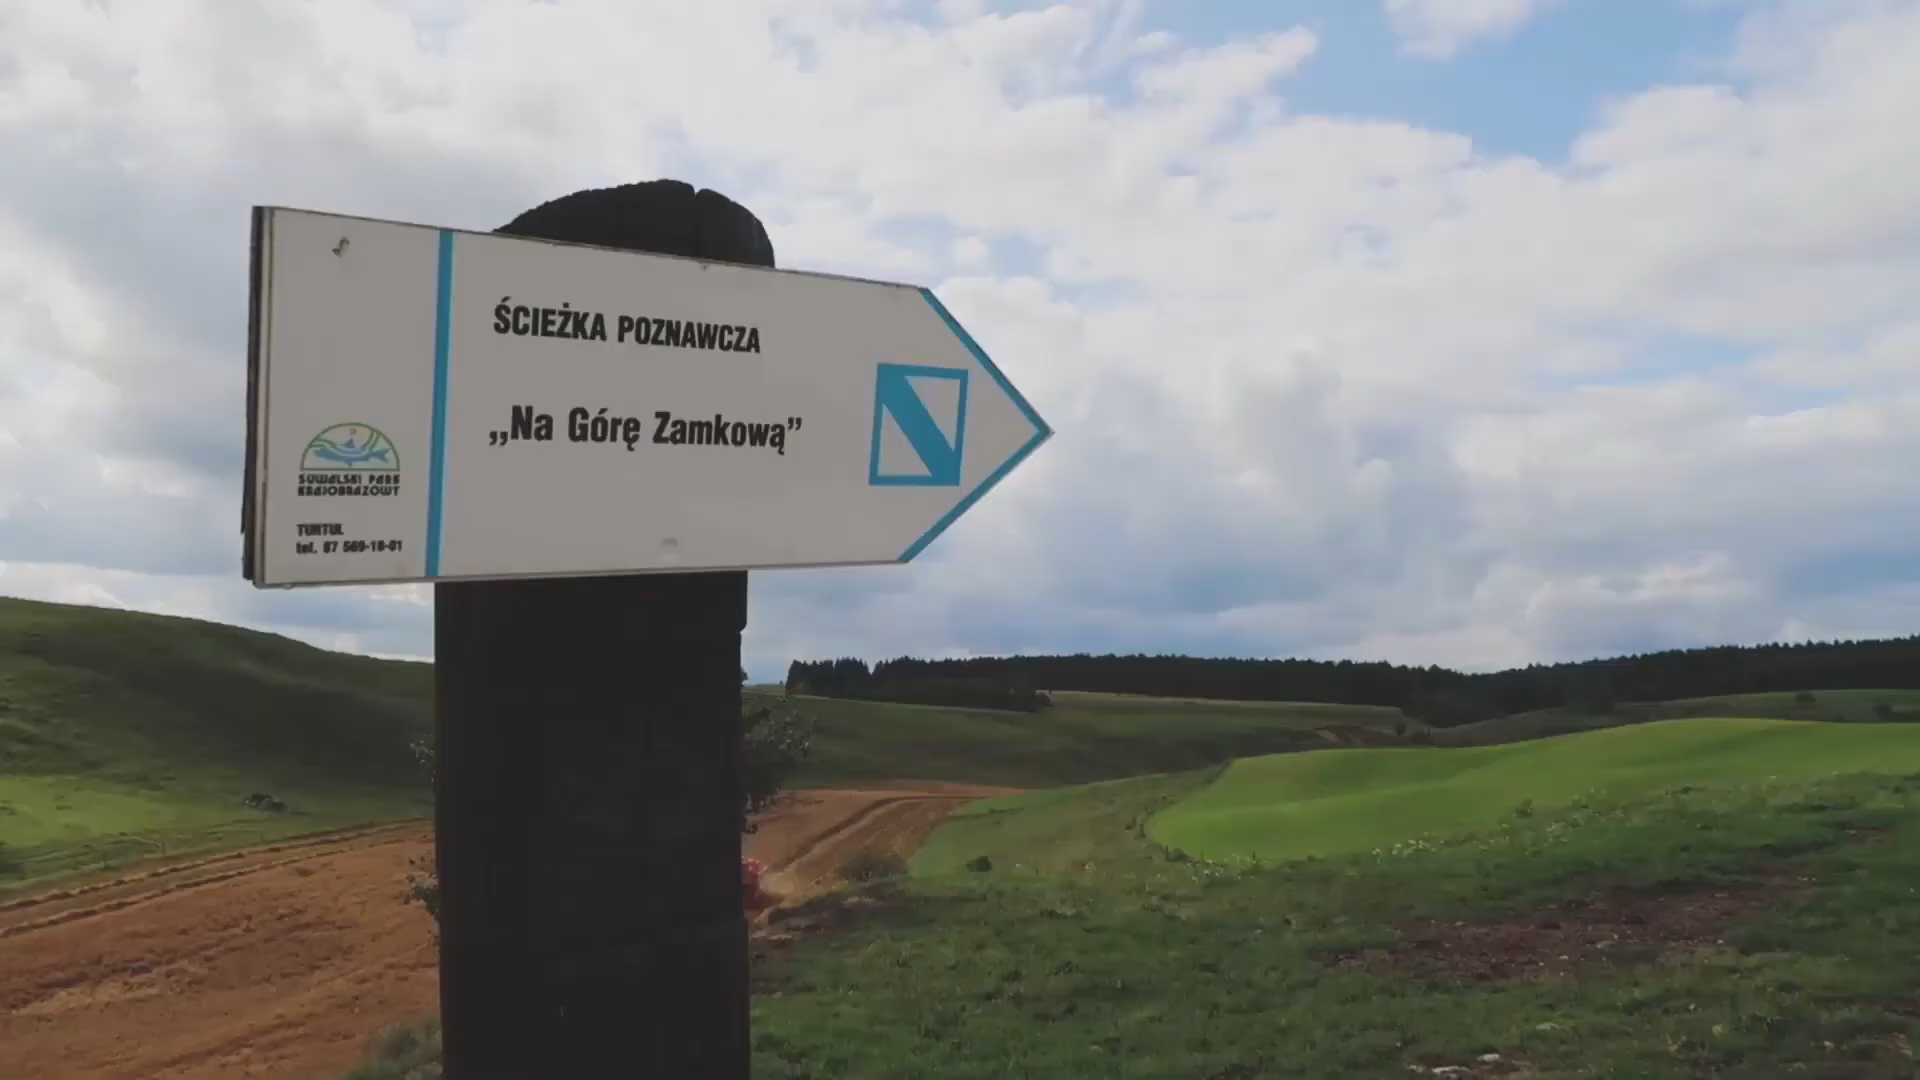 ŚCIEŻKA POZNAWCZA
„Na Górę Zamkową”
SUWALSKI PARK
KRAJOBRAZOWY
TURTUL
tel. 87 569-18-01